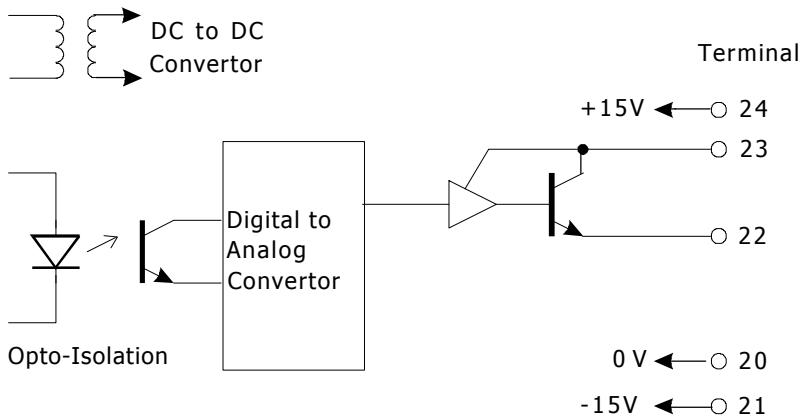 DC to DC
Convertor
Terminal
+15V
24
23
Digital to
Analog
Convertor
22
Opto-Isolation
0 V
20
-15V
21